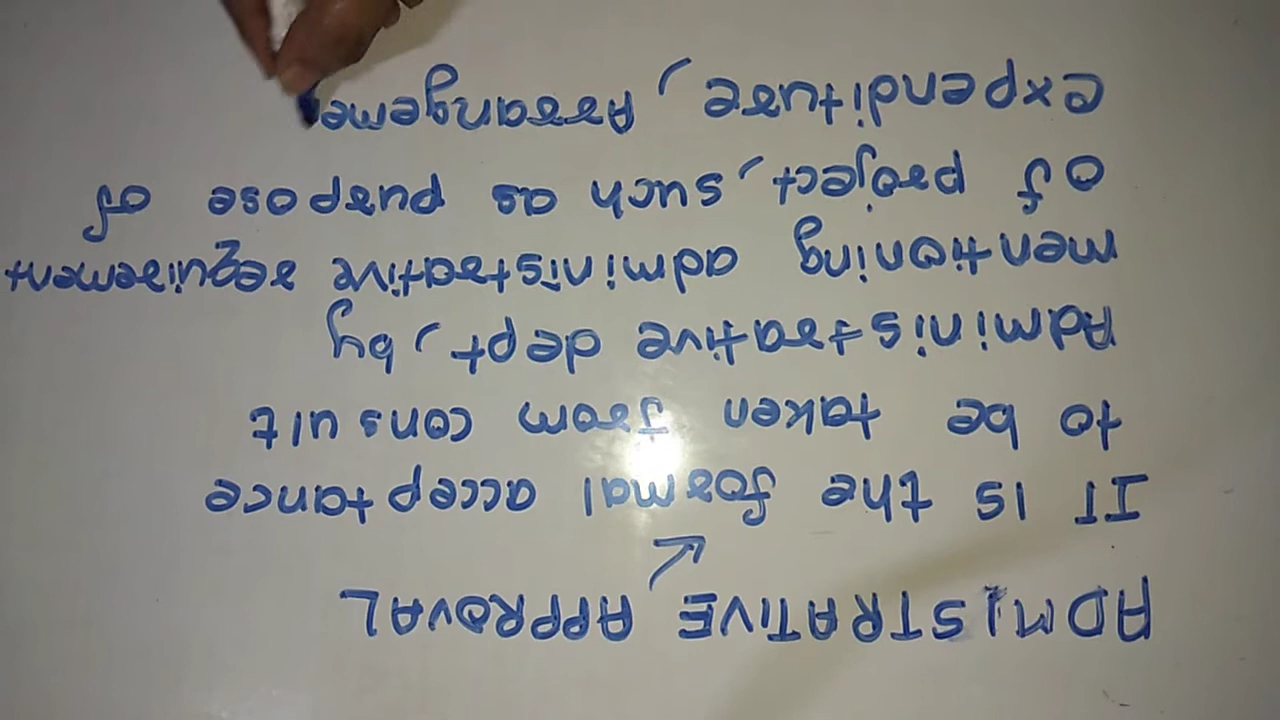 ADMISTRATIVE APPROVAL
IT is the formal acceptance
to be taken from consult
Administrative dept, by
mentioning administrative requirement
of project, such as purpose of
expenditure, Arrangeme